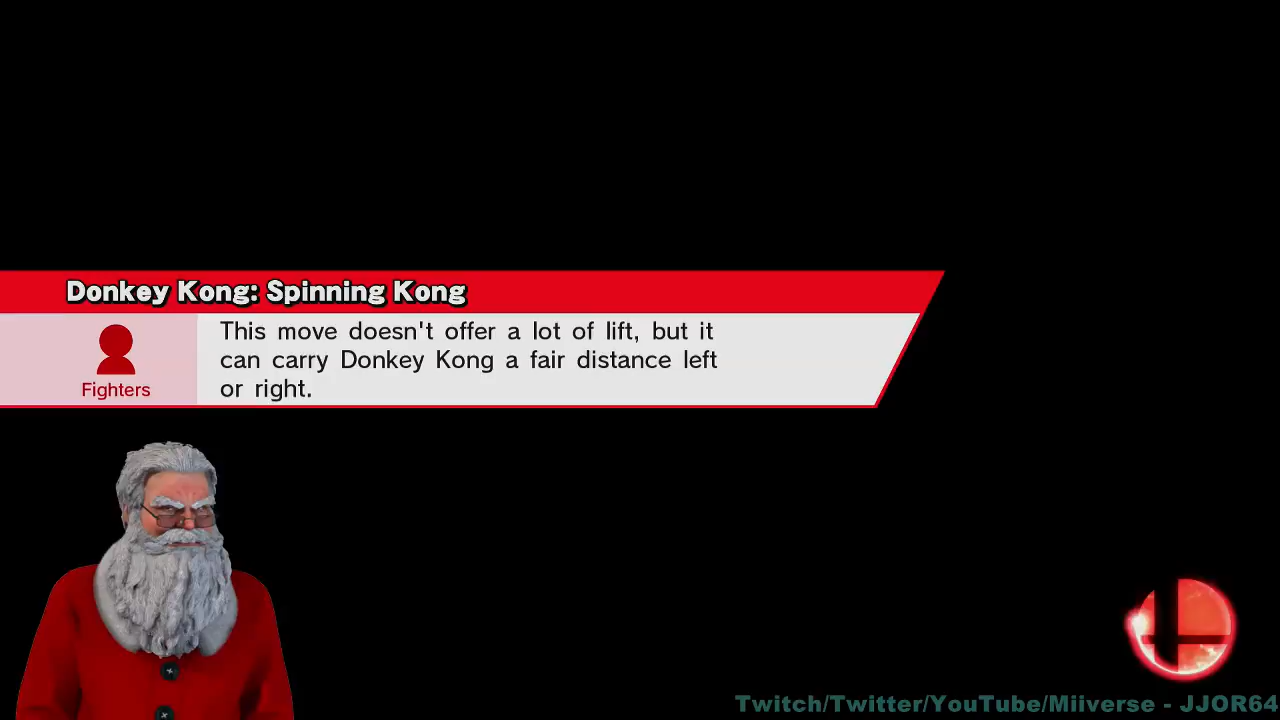 Donkey Kong: Spinning Kong
This move doesn't offer a lot of lift, but it
can carry Donkey Kong a fair distance left
or right.
Fighters
Twitch/Twitter/YouTube/Miiverse - JJOR64